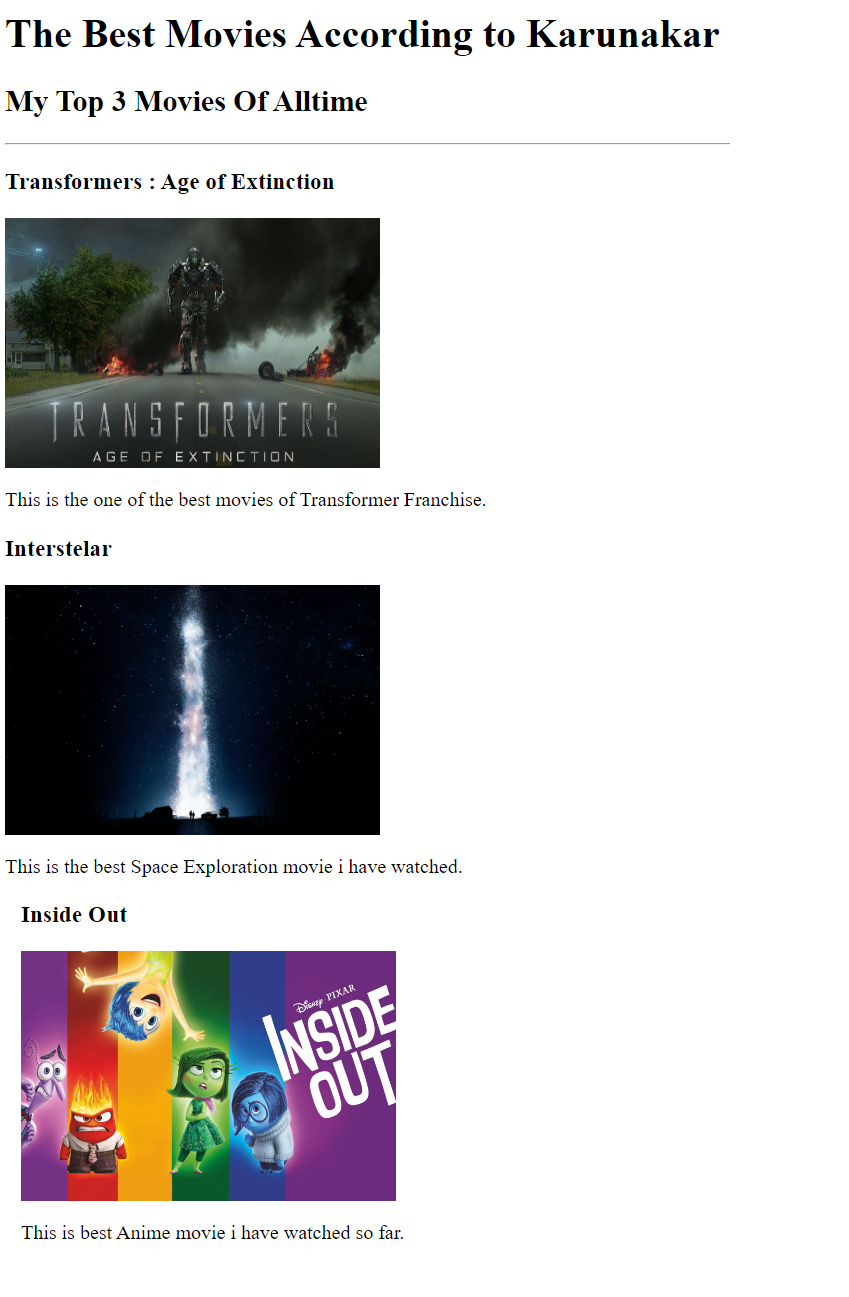 The Best Movies According to Karunakar
My Top 3 Movies Of Alltime
Transformers : Age of Extinction
TRANSFORMERS
AGE OF EXTINCTION
This is the one of the best movies of Transformer Franchise.
Interstelar
This is the best Space Exploration movie i have watched.
Inside Out
DISNEY PIXAR
INSIDE
OUT
This is best Anime movie i have watched so far.